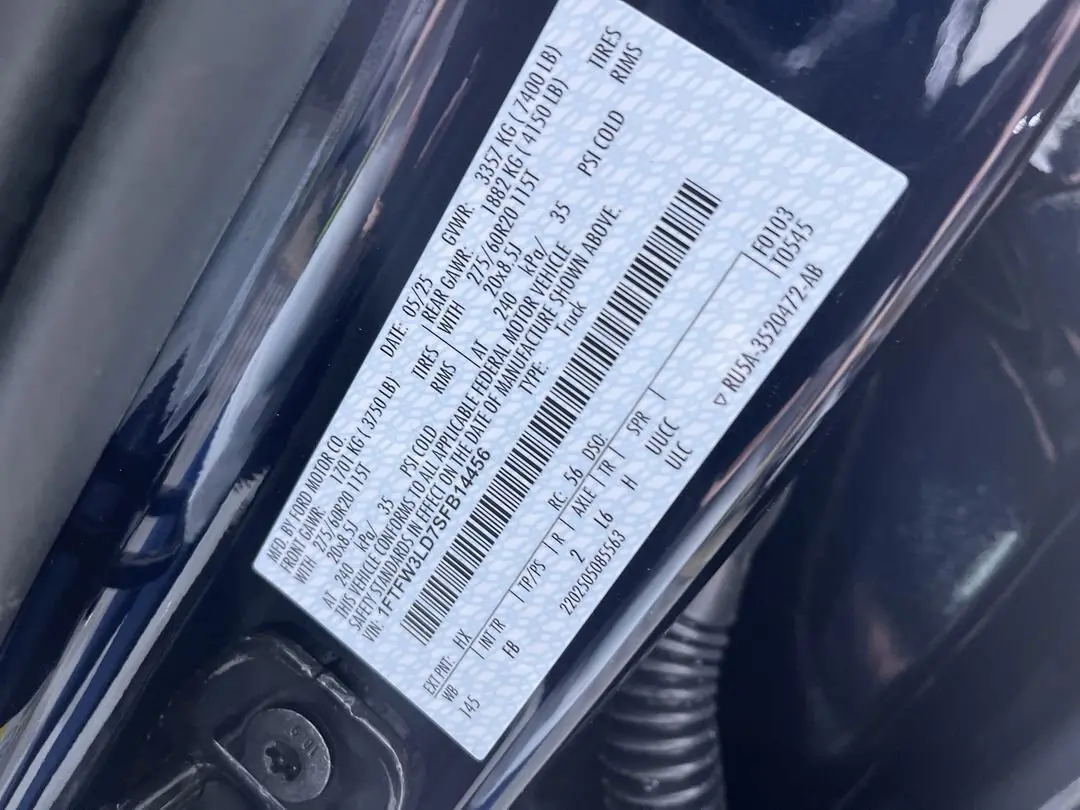 MFD. BY FORD MOTOR CO.
DATE: 05/25 GVWR: 3357 KG ( 7400 LB)
FRONT GAWR: 1701 KG ( 3750 LB) REAR GAWR: 1882 KG ( 4150 LB)
WITH 275/60R20 115T TIRES WITH 275/60R20 115T TIRES
20x8.5J RIMS 20x8.5J RIMS
AT 240 kPa/ 35 PSI COLD AT 240 kPa/ 35 PSI COLD
THIS VEHICLE CONFORMS TO ALL APPLICABLE FEDERAL MOTOR VEHICLE
SAFETY STANDARDS IN EFFECT ON THE DATE OF MANUFACTURE SHOWN ABOVE.
VIN: 1FTFW3LD7SFB14456 TYPE: Truck
EXT PNT: HX RC: 56 DSO: F0103
WB INT TR TP/PS R AXLE TR SPR T0545
145 FB 2 L6 H UUCC
2202505085563 ULC
▽ RU5A-3520472-AB
10.6